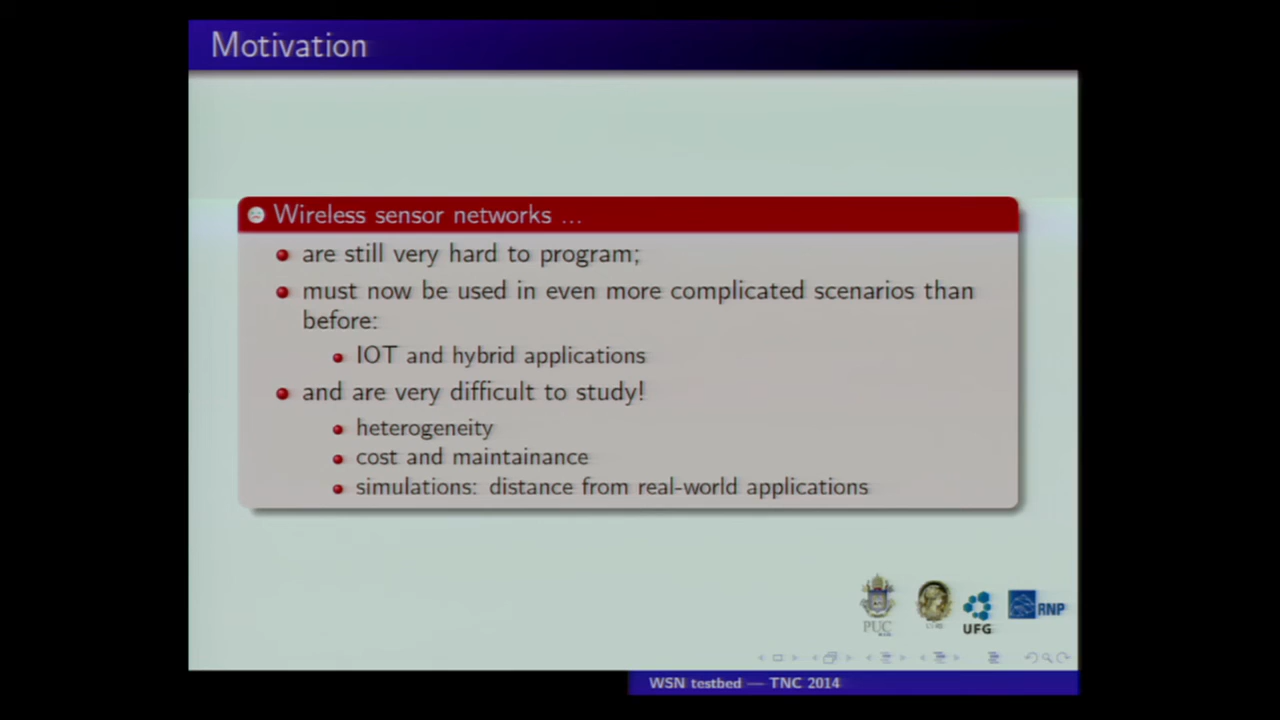 Motivation
Wireless sensor networks ...
are still very hard to program;
must now be used in even more complicated scenarios than
before:
IOT and hybrid applications
and are very difficult to study!
heterogeneity
cost and maintainance
simulations: distance from real-world applications
PUC
UFG
RNP
WSN testbed — TNC 2014